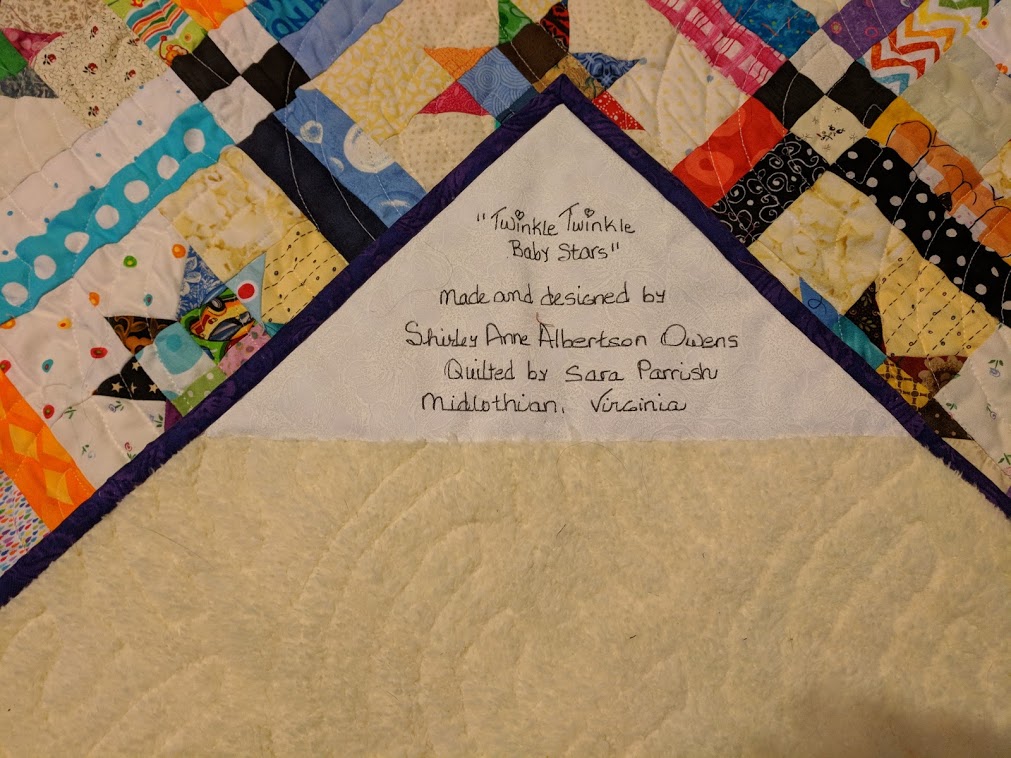 "Twinkle Twinkle
Baby Stars"
made and designed by
Shirley Anne Albertson Owens
Quilted by Sara Parrish
Midlothian, Virginia